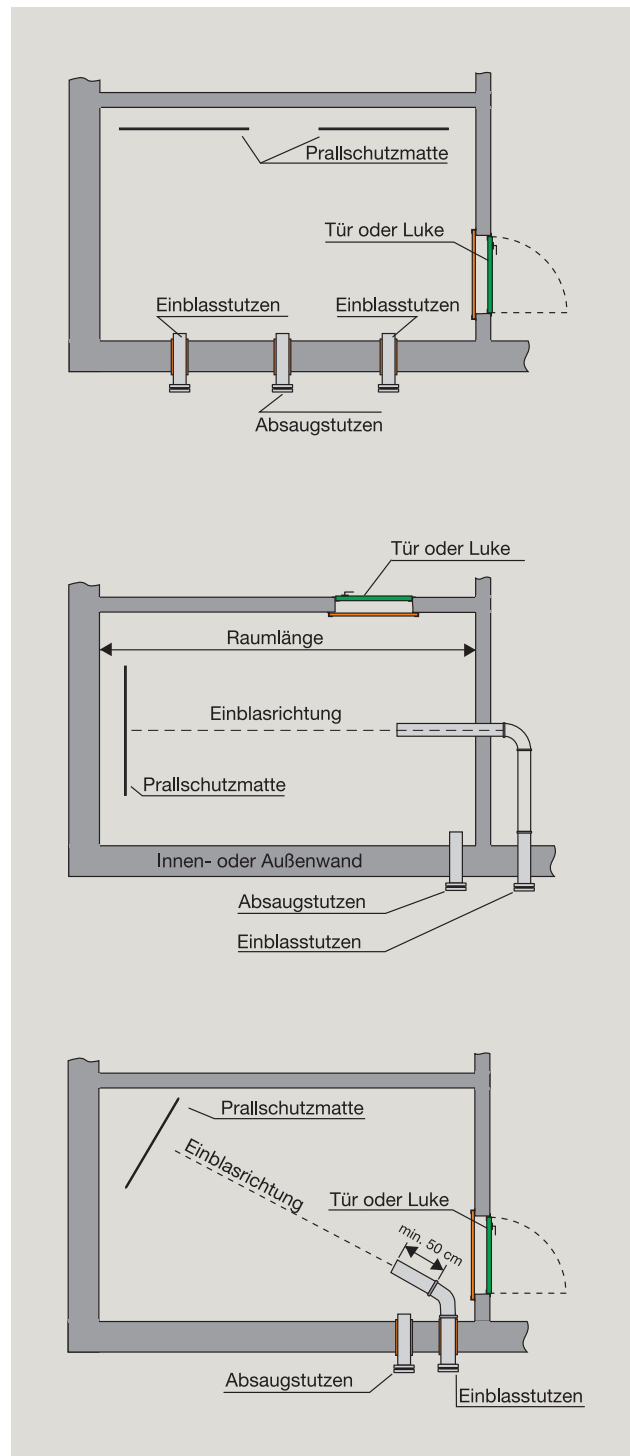 Prallschutzmatte
Tür oder Luke
Einblasstutzen
Einblasstutzen
Absaugstutzen
Tür oder Luke
Raumlänge
Einblasrichtung
Prallschutzmatte
Innen- oder Außenwand
Absaugstutzen
Einblasstutzen
Prallschutzmatte
Einblasrichtung
Tür oder Luke
min. 50 cm
Absaugstutzen
Einblasstutzen